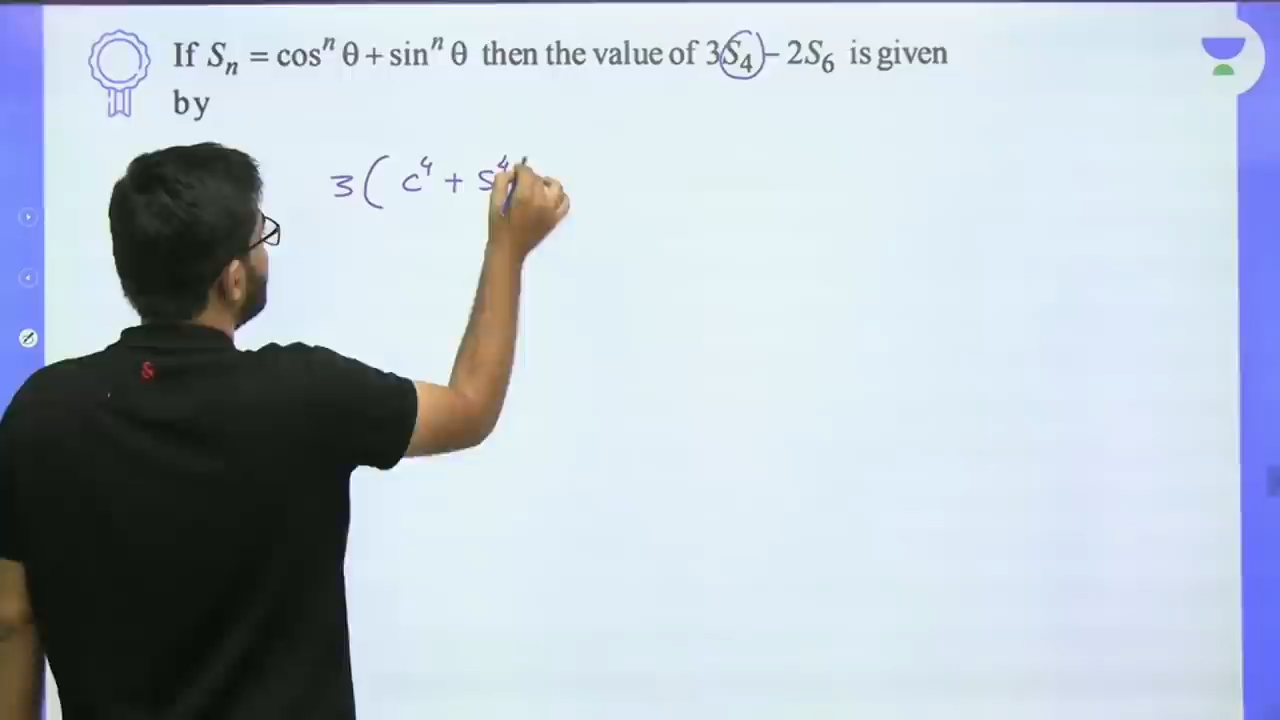 If Sₙ = cosⁿ θ + sinⁿ θ then the value of 3S₄ − 2S₆ is given
by
3( c⁴ + s⁴)